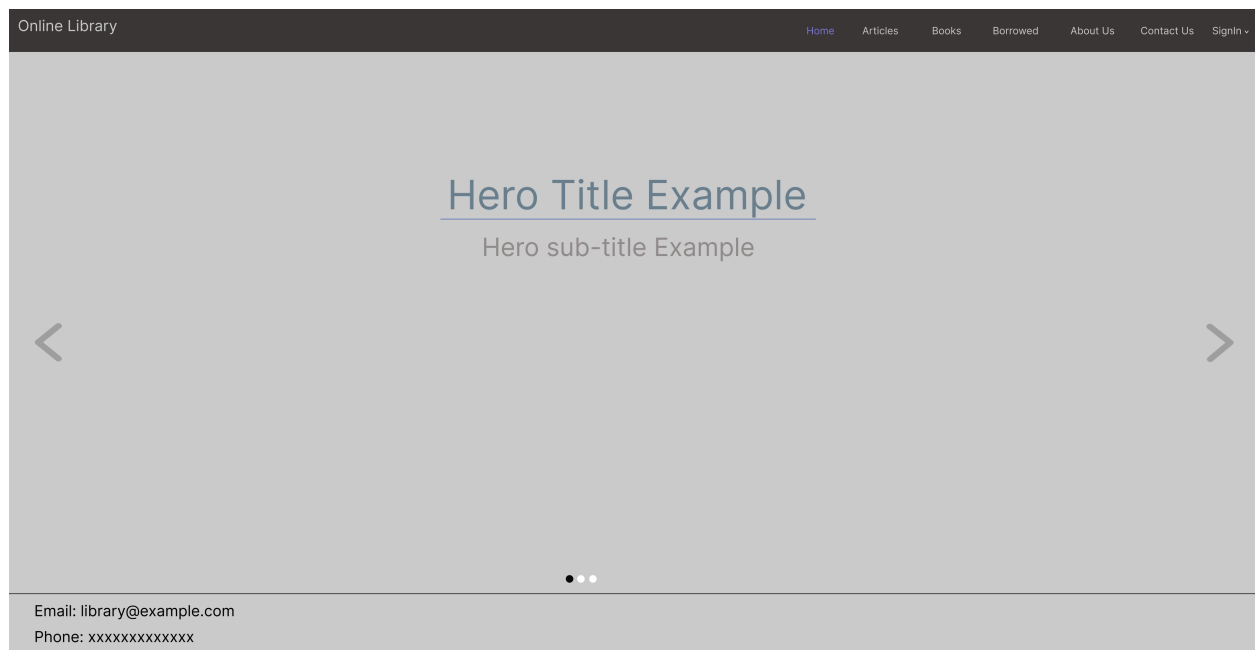 Online Library
Home Articles Books Borrowed About Us Contact Us SignIn
Hero Title Example
Hero sub-title Example
Email: library@example.com
Phone: xxxxxxxxxxxxx